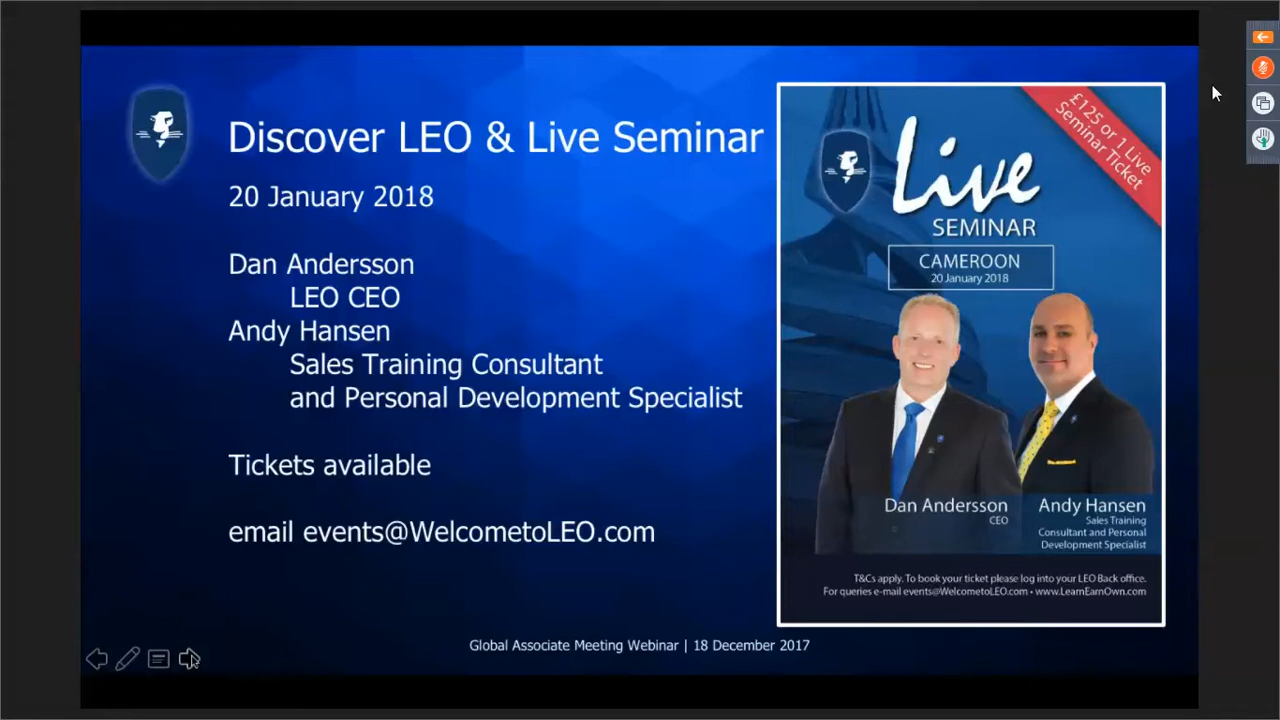 Discover LEO & Live Seminar
20 January 2018
Dan Andersson
LEO CEO
Andy Hansen
Sales Training Consultant
and Personal Development Specialist
Tickets available
email events@WelcometoLEO.com
£125 or 1 Live
Seminar Ticket
Live
SEMINAR
CAMEROON
20 January 2018
Dan Andersson
CEO
Andy Hansen
Sales Training
Consultant and Personal
Development Specialist
T&Cs apply. To book your ticket please log into your LEO Back office.
For queries e-mail events@WelcometoLEO.com • www.LearnEarnOwn.com
Global Associate Meeting Webinar | 18 December 2017